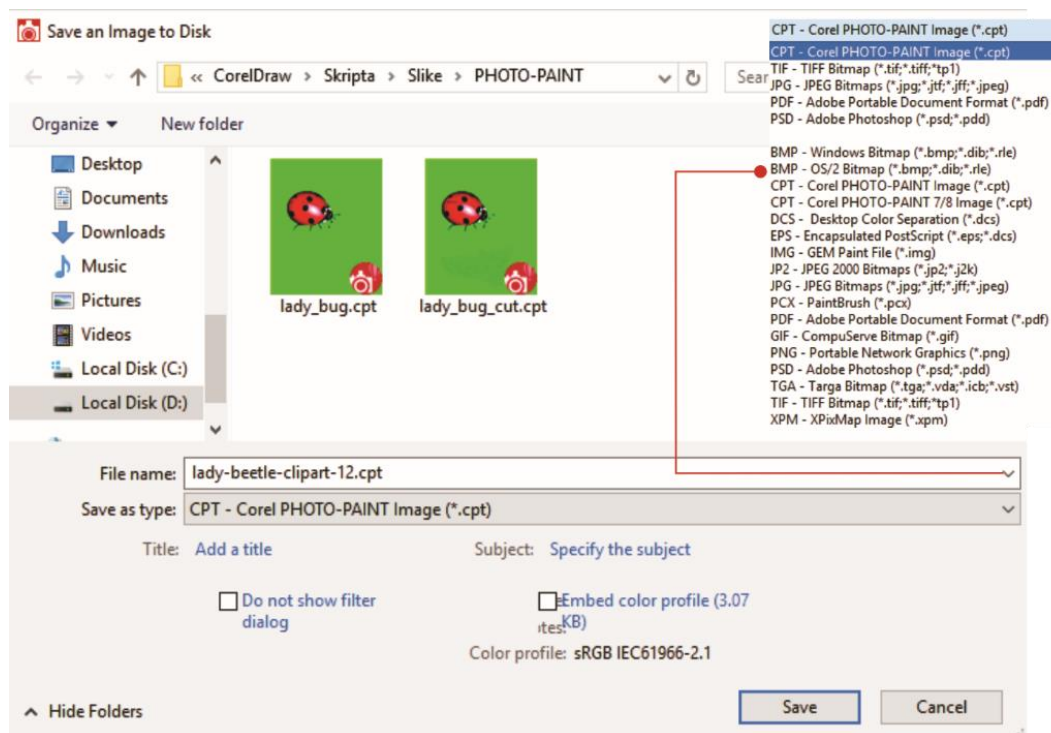 Save an Image to Disk
« CorelDraw > Skripta > Slike > PHOTO-PAINT
Sear
Organize
New folder
Desktop
Documents
Downloads
Music
Pictures
Videos
Local Disk (C:)
Local Disk (D:)
lady_bug.cpt
lady_bug_cut.cpt
CPT - Corel PHOTO-PAINT Image (*.cpt)
CPT - Corel PHOTO-PAINT Image (*.cpt)
TIF - TIFF Bitmap (*.tif;*.tiff;*tp1)
JPG - JPEG Bitmaps (*.jpg;*.jtf;*.jff;*.jpeg)
PDF - Adobe Portable Document Format (*.pdf)
PSD - Adobe Photoshop (*.psd;*.pdd)
BMP - Windows Bitmap (*.bmp;*.dib;*.rle)
BMP - OS/2 Bitmap (*.bmp;*.dib;*.rle)
CPT - Corel PHOTO-PAINT Image (*.cpt)
CPT - Corel PHOTO-PAINT 7/8 Image (*.cpt)
DCS - Desktop Color Separation (*.dcs)
EPS - Encapsulated PostScript (*.eps;*.dcs)
IMG - GEM Paint File (*.img)
JP2 - JPEG 2000 Bitmaps (*.jp2;*.j2k)
JPG - JPEG Bitmaps (*.jpg;*.jtf;*.jff;*.jpeg)
PCX - PaintBrush (*.pcx)
PDF - Adobe Portable Document Format (*.pdf)
GIF - CompuServe Bitmap (*.gif)
PNG - Portable Network Graphics (*.png)
PSD - Adobe Photoshop (*.psd;*.pdd)
TGA - Targa Bitmap (*.tga;*.vda;*.icb;*.vst)
TIF - TIFF Bitmap (*.tif;*.tiff;*tp1)
XPM - XPixMap Image (*.xpm)
File name: lady-beetle-clipart-12.cpt
Save as type: CPT - Corel PHOTO-PAINT Image (*.cpt)
Title: Add a title
Subject: Specify the subject
Do not show filter
dialog
Embed color profile (3.07
KB)
Color profile: sRGB IEC61966-2.1
Hide Folders
Save
Cancel